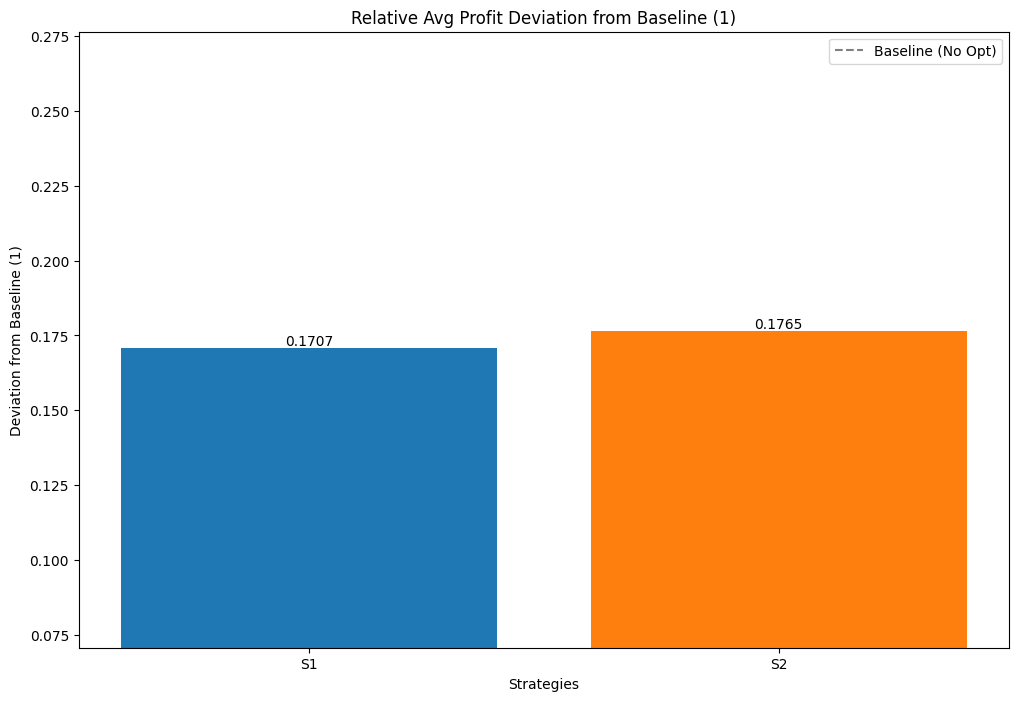 Relative Avg Profit Deviation from Baseline (1)
Baseline (No Opt)
0.275
0.250
0.225
0.200
0.175
0.150
0.125
0.100
0.075
Deviation from Baseline (1)
0.1707
0.1765
S1
S2
Strategies